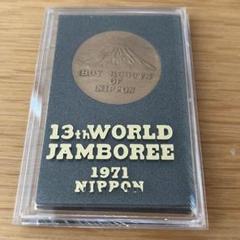 BOY SCOUTS
OF
NIPPON
13th WORLD
JAMBOREE
1971
NIPPON